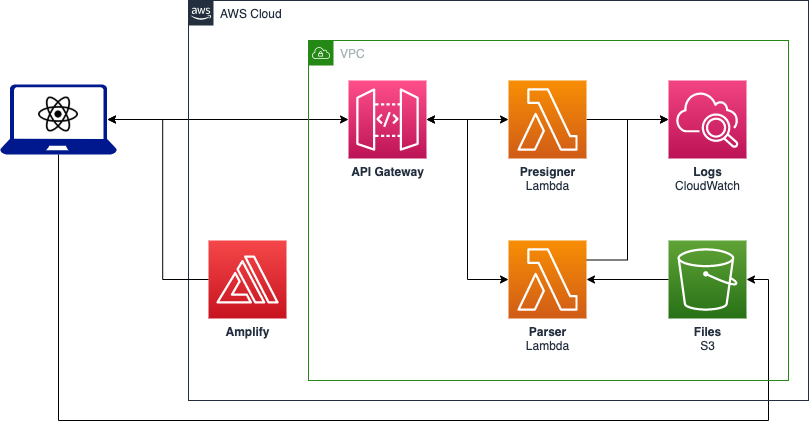 aws
AWS Cloud
VPC
</>
API Gateway
Presigner
Lambda
Logs
CloudWatch
Amplify
Parser
Lambda
Files
S3